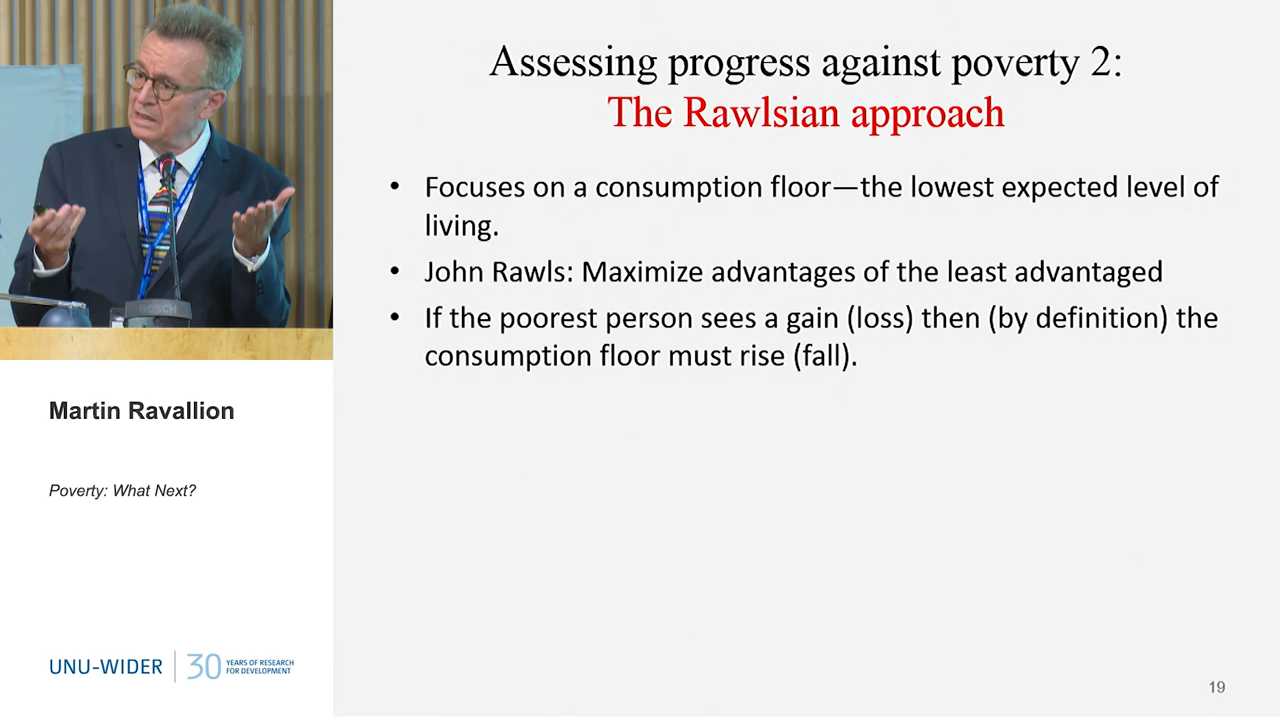 Assessing progress against poverty 2:
The Rawlsian approach
• Focuses on a consumption floor—the lowest expected level of
living.
• John Rawls: Maximize advantages of the least advantaged
• If the poorest person sees a gain (loss) then (by definition) the
consumption floor must rise (fall).
BOSCH
Martin Ravallion
Poverty: What Next?
UNU-WIDER
30 YEARS OF RESEARCH
FOR DEVELOPMENT
19